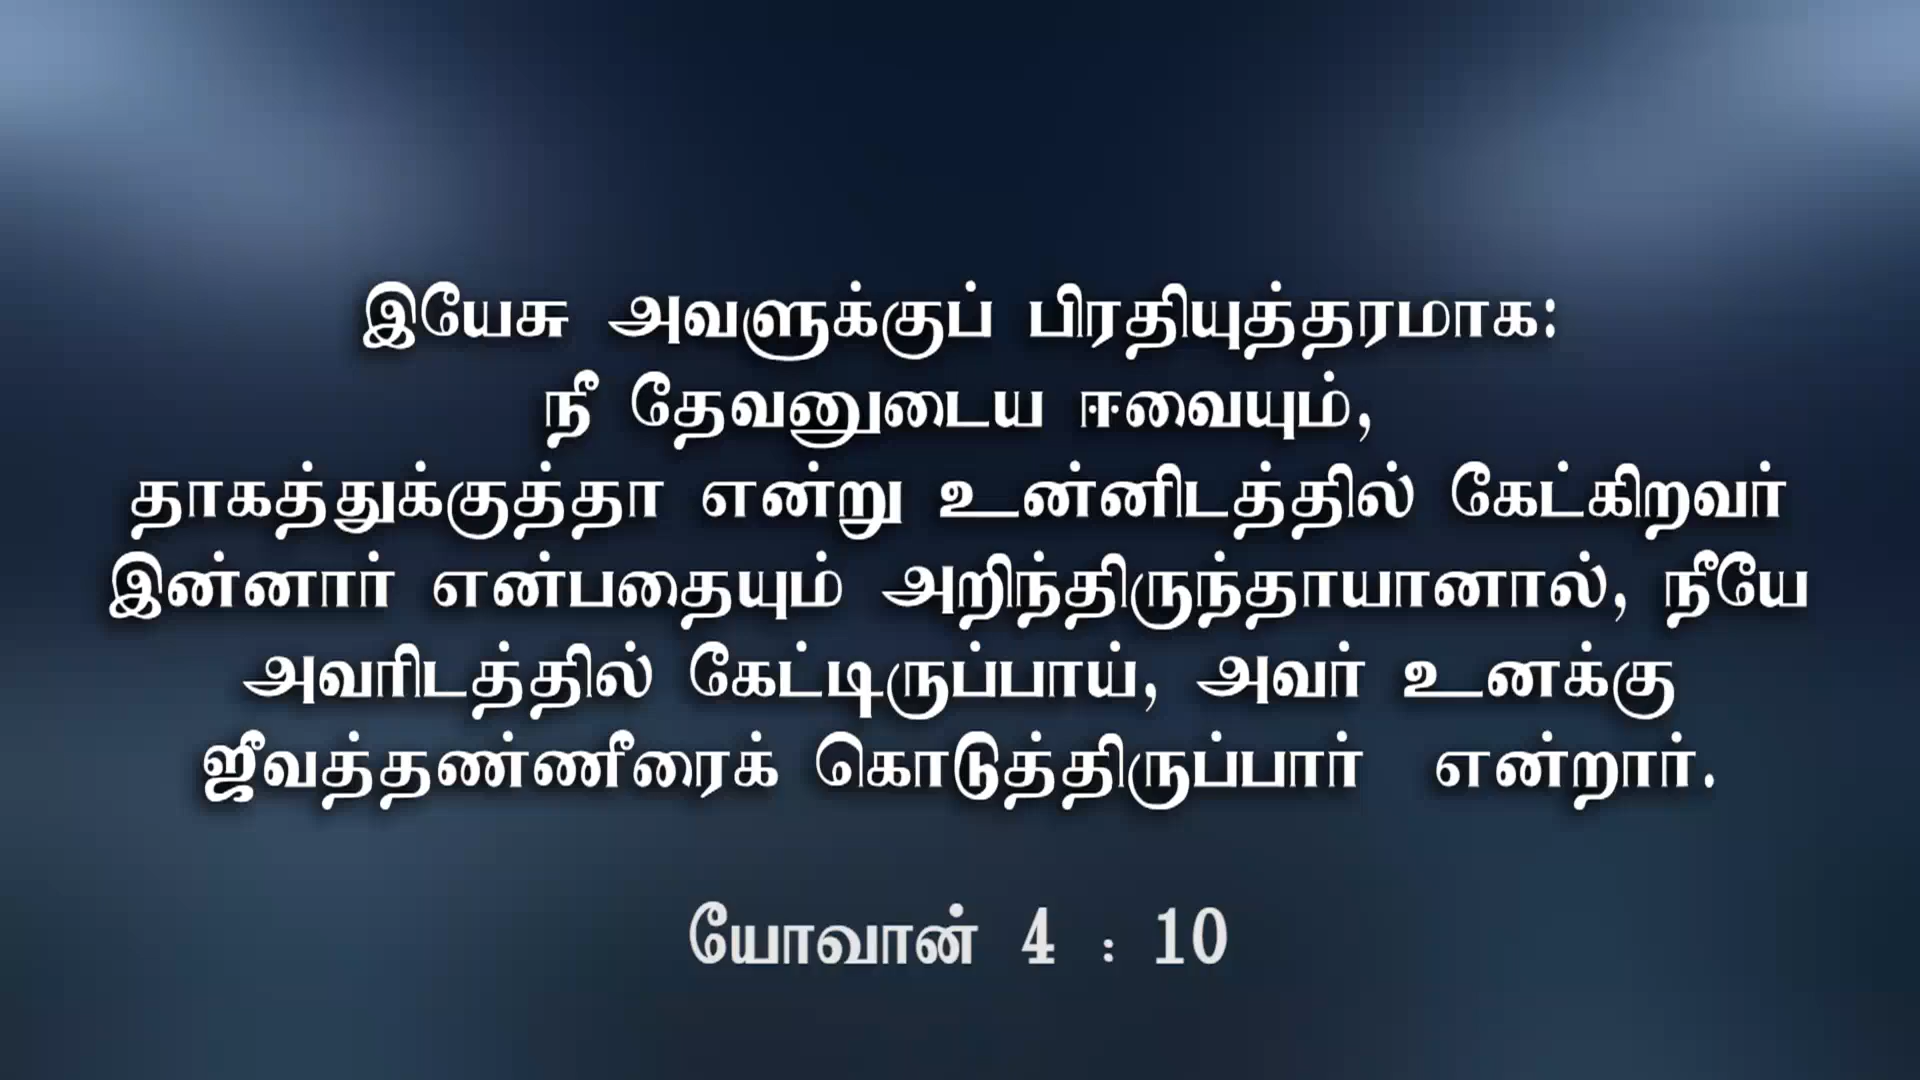 இயேசு அவளுக்குப் பிரதியுத்தரமாக:
நீ தேவனுடைய ஈவையும்,
தாகத்துக்குத்தா என்று உன்னிடத்தில் கேட்கிறவர்
இன்னார் என்பதையும் அறிந்திருந்தாயானால், நீயே
அவரிடத்தில் கேட்டிருப்பாய், அவர் உனக்கு
ஜீவத்தண்ணீரைக் கொடுத்திருப்பார் என்றார்.
யோவான் 4 : 10